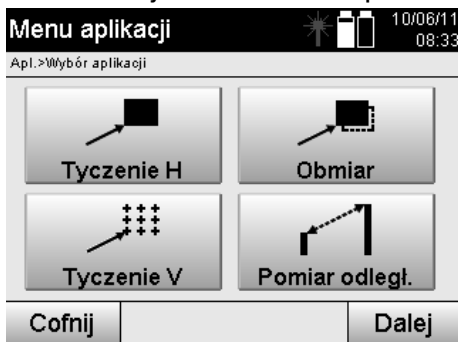 Menu aplikacji
10/06/11
08:33
Apl.>Wybór aplikacji
Tyczenie H
Obmiar
Tyczenie V
Pomiar odległ.
Cofnij
Dalej